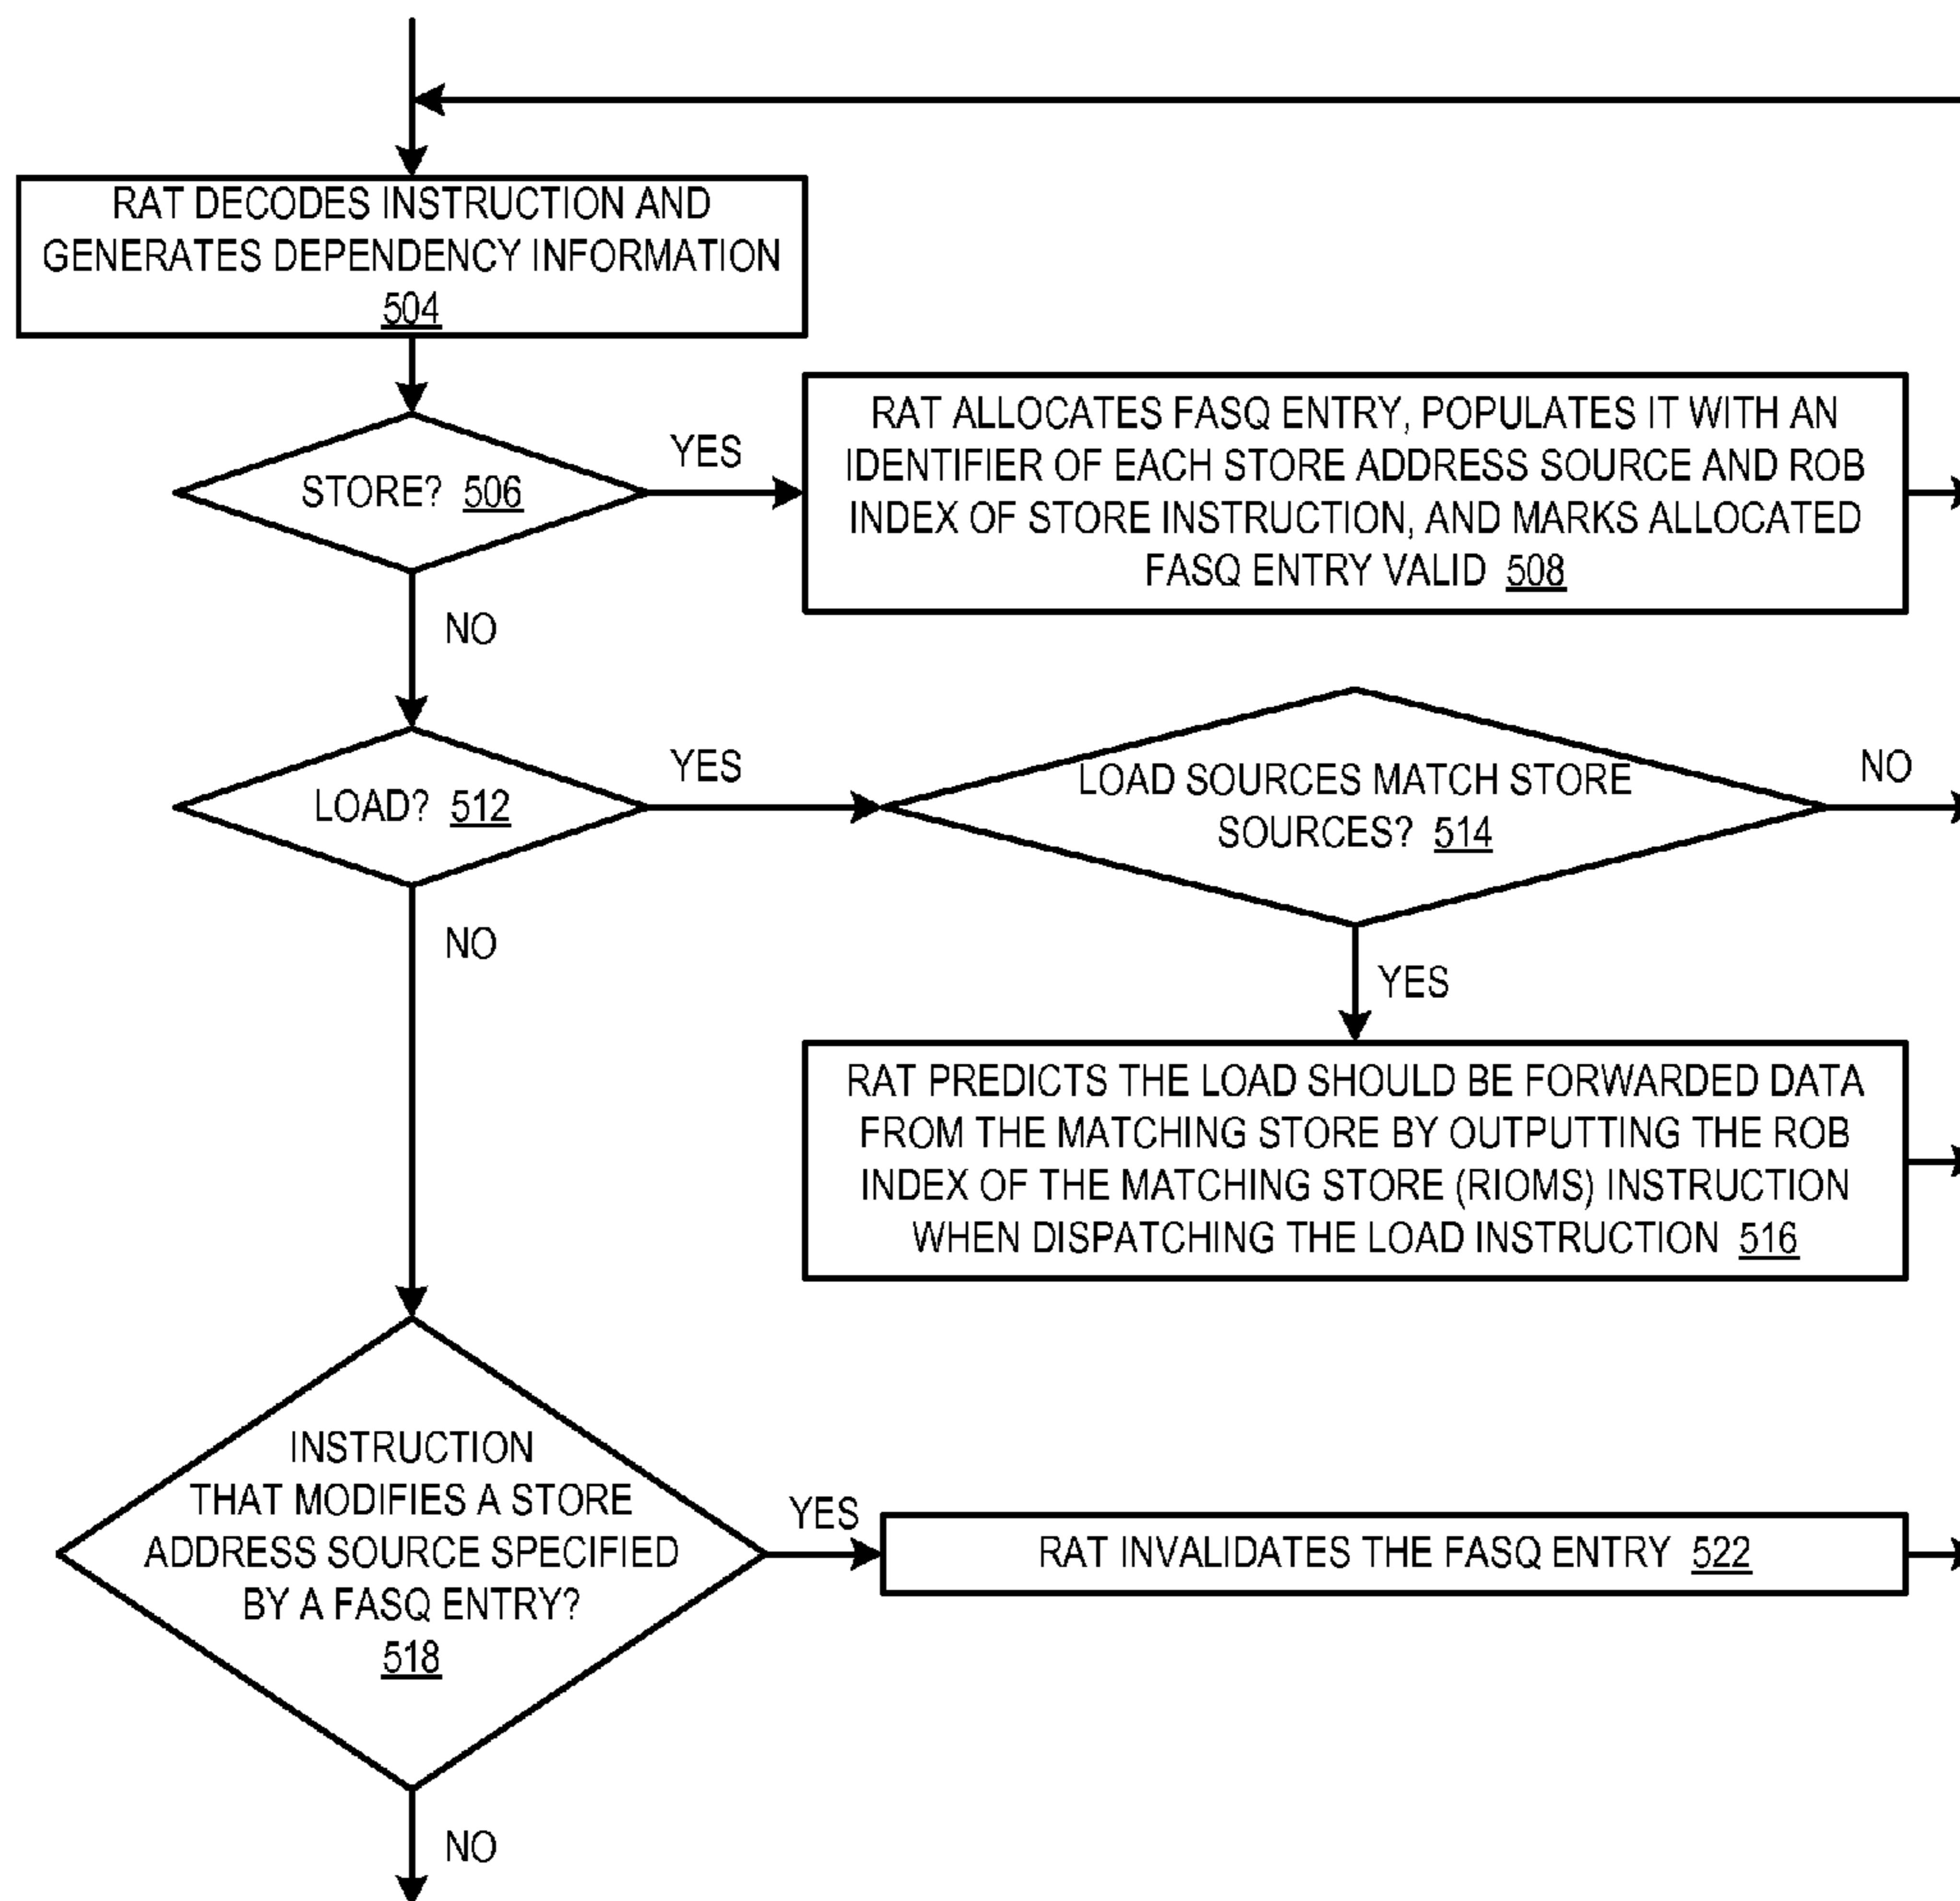 RAT DECODES INSTRUCTION AND
GENERATES DEPENDENCY INFORMATION
504
STORE? 506
YES
RAT ALLOCATES FASQ ENTRY, POPULATES IT WITH AN
IDENTIFIER OF EACH STORE ADDRESS SOURCE AND ROB
INDEX OF STORE INSTRUCTION, AND MARKS ALLOCATED
FASQ ENTRY VALID 508
NO
LOAD? 512
YES
LOAD SOURCES MATCH STORE
SOURCES? 514
NO
NO
YES
RAT PREDICTS THE LOAD SHOULD BE FORWARDED DATA
FROM THE MATCHING STORE BY OUTPUTTING THE ROB
INDEX OF THE MATCHING STORE (RIOMS) INSTRUCTION
WHEN DISPATCHING THE LOAD INSTRUCTION 516
INSTRUCTION
THAT MODIFIES A STORE
ADDRESS SOURCE SPECIFIED
BY A FASQ ENTRY?
518
YES
RAT INVALIDATES THE FASQ ENTRY 522
NO